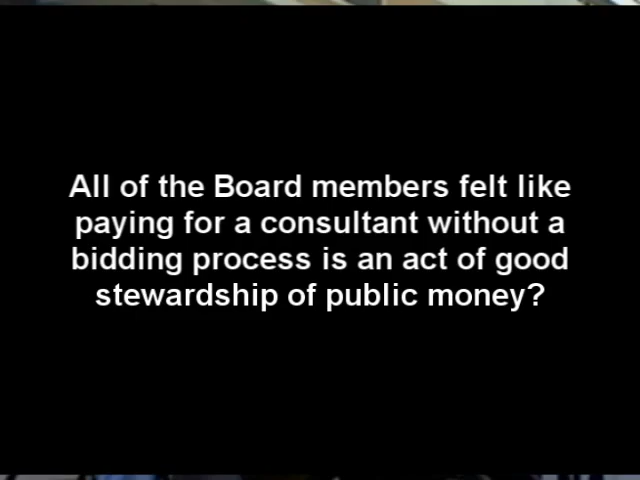 All of the Board members felt like
paying for a consultant without a
bidding process is an act of good
stewardship of public money?